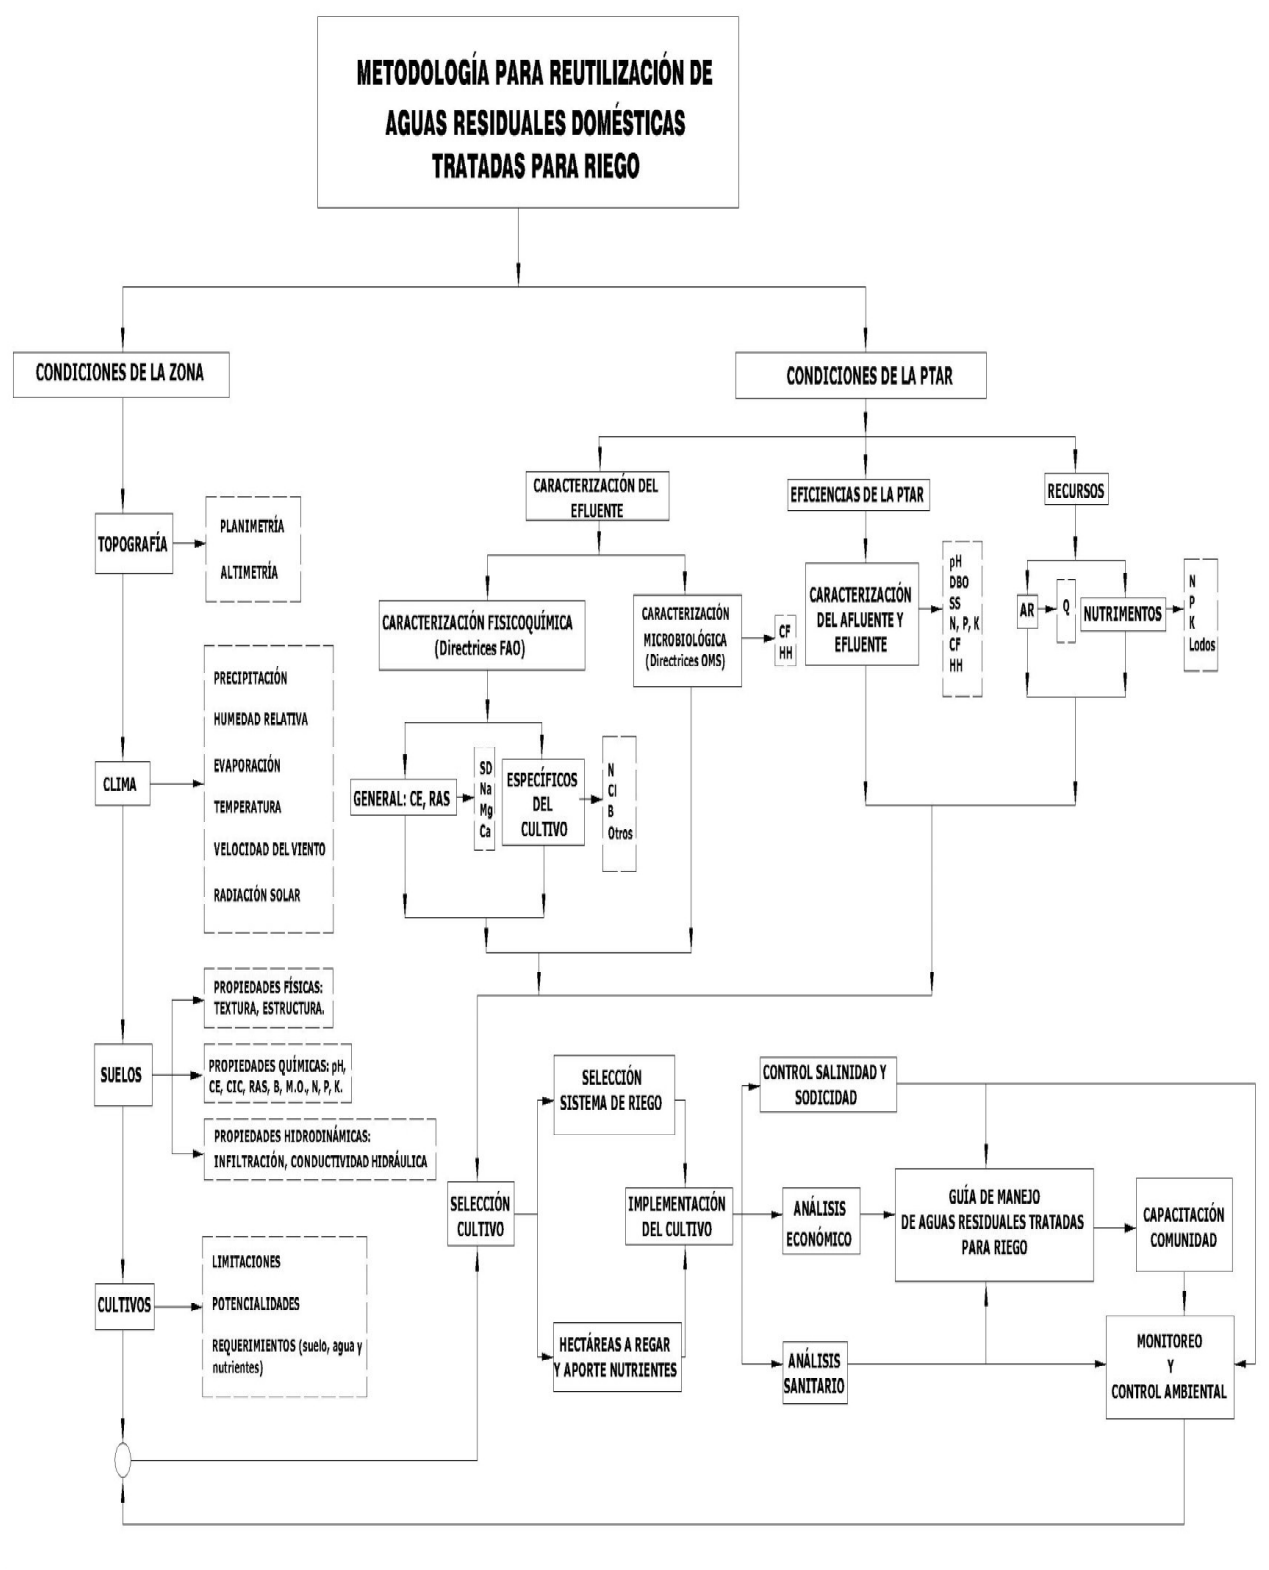 METODOLOGÍA PARA REUTILIZACIÓN DE
AGUAS RESIDUALES DOMÉSTICAS
TRATADAS PARA RIEGO
CONDICIONES DE LA ZONA
CONDICIONES DE LA PTAR
TOPOGRAFÍA
PLANIMETRÍA
ALTIMETRÍA
CLIMA
PRECIPITACIÓN
HUMEDAD RELATIVA
EVAPORACIÓN
TEMPERATURA
VELOCIDAD DEL VIENTO
RADIACIÓN SOLAR
SUELOS
PROPIEDADES FÍSICAS:
TEXTURA, ESTRUCTURA.
PROPIEDADES QUÍMICAS: pH,
CE, CIC, RAS, B, M.O., N, P, K.
PROPIEDADES HIDRODINÁMICAS:
INFILTRACIÓN, CONDUCTIVIDAD HIDRÁULICA
CULTIVOS
LIMITACIONES
POTENCIALIDADES
REQUERIMIENTOS (suelo, agua y
nutrientes)
CARACTERIZACIÓN DEL
EFLUENTE
EFICIENCIAS DE LA PTAR
RECURSOS
CARACTERIZACIÓN FISICOQUÍMICA
(Directrices FAO)
CARACTERIZACIÓN
MICROBIOLÓGICA
(Directrices OMS)
CF
HH
CARACTERIZACIÓN
DEL AFLUENTE Y
EFLUENTE
pH
DBO
SS
N, P, K
CF
HH
AR
Q
NUTRIMENTOS
N
P
K
Lodos
GENERAL: CE, RAS
SD
Na
Mg
Ca
ESPECÍFICOS
DEL
CULTIVO
N
Cl
B
Otros
SELECCIÓN
CULTIVO
SELECCIÓN
SISTEMA DE RIEGO
HECTÁREAS A REGAR
Y APORTE NUTRIENTES
IMPLEMENTACIÓN
DEL CULTIVO
CONTROL SALINIDAD Y
SODICIDAD
ANÁLISIS
ECONÓMICO
ANÁLISIS
SANITARIO
GUÍA DE MANEJO
DE AGUAS RESIDUALES TRATADAS
PARA RIEGO
CAPACITACIÓN
COMUNIDAD
MONITOREO
Y
CONTROL AMBIENTAL